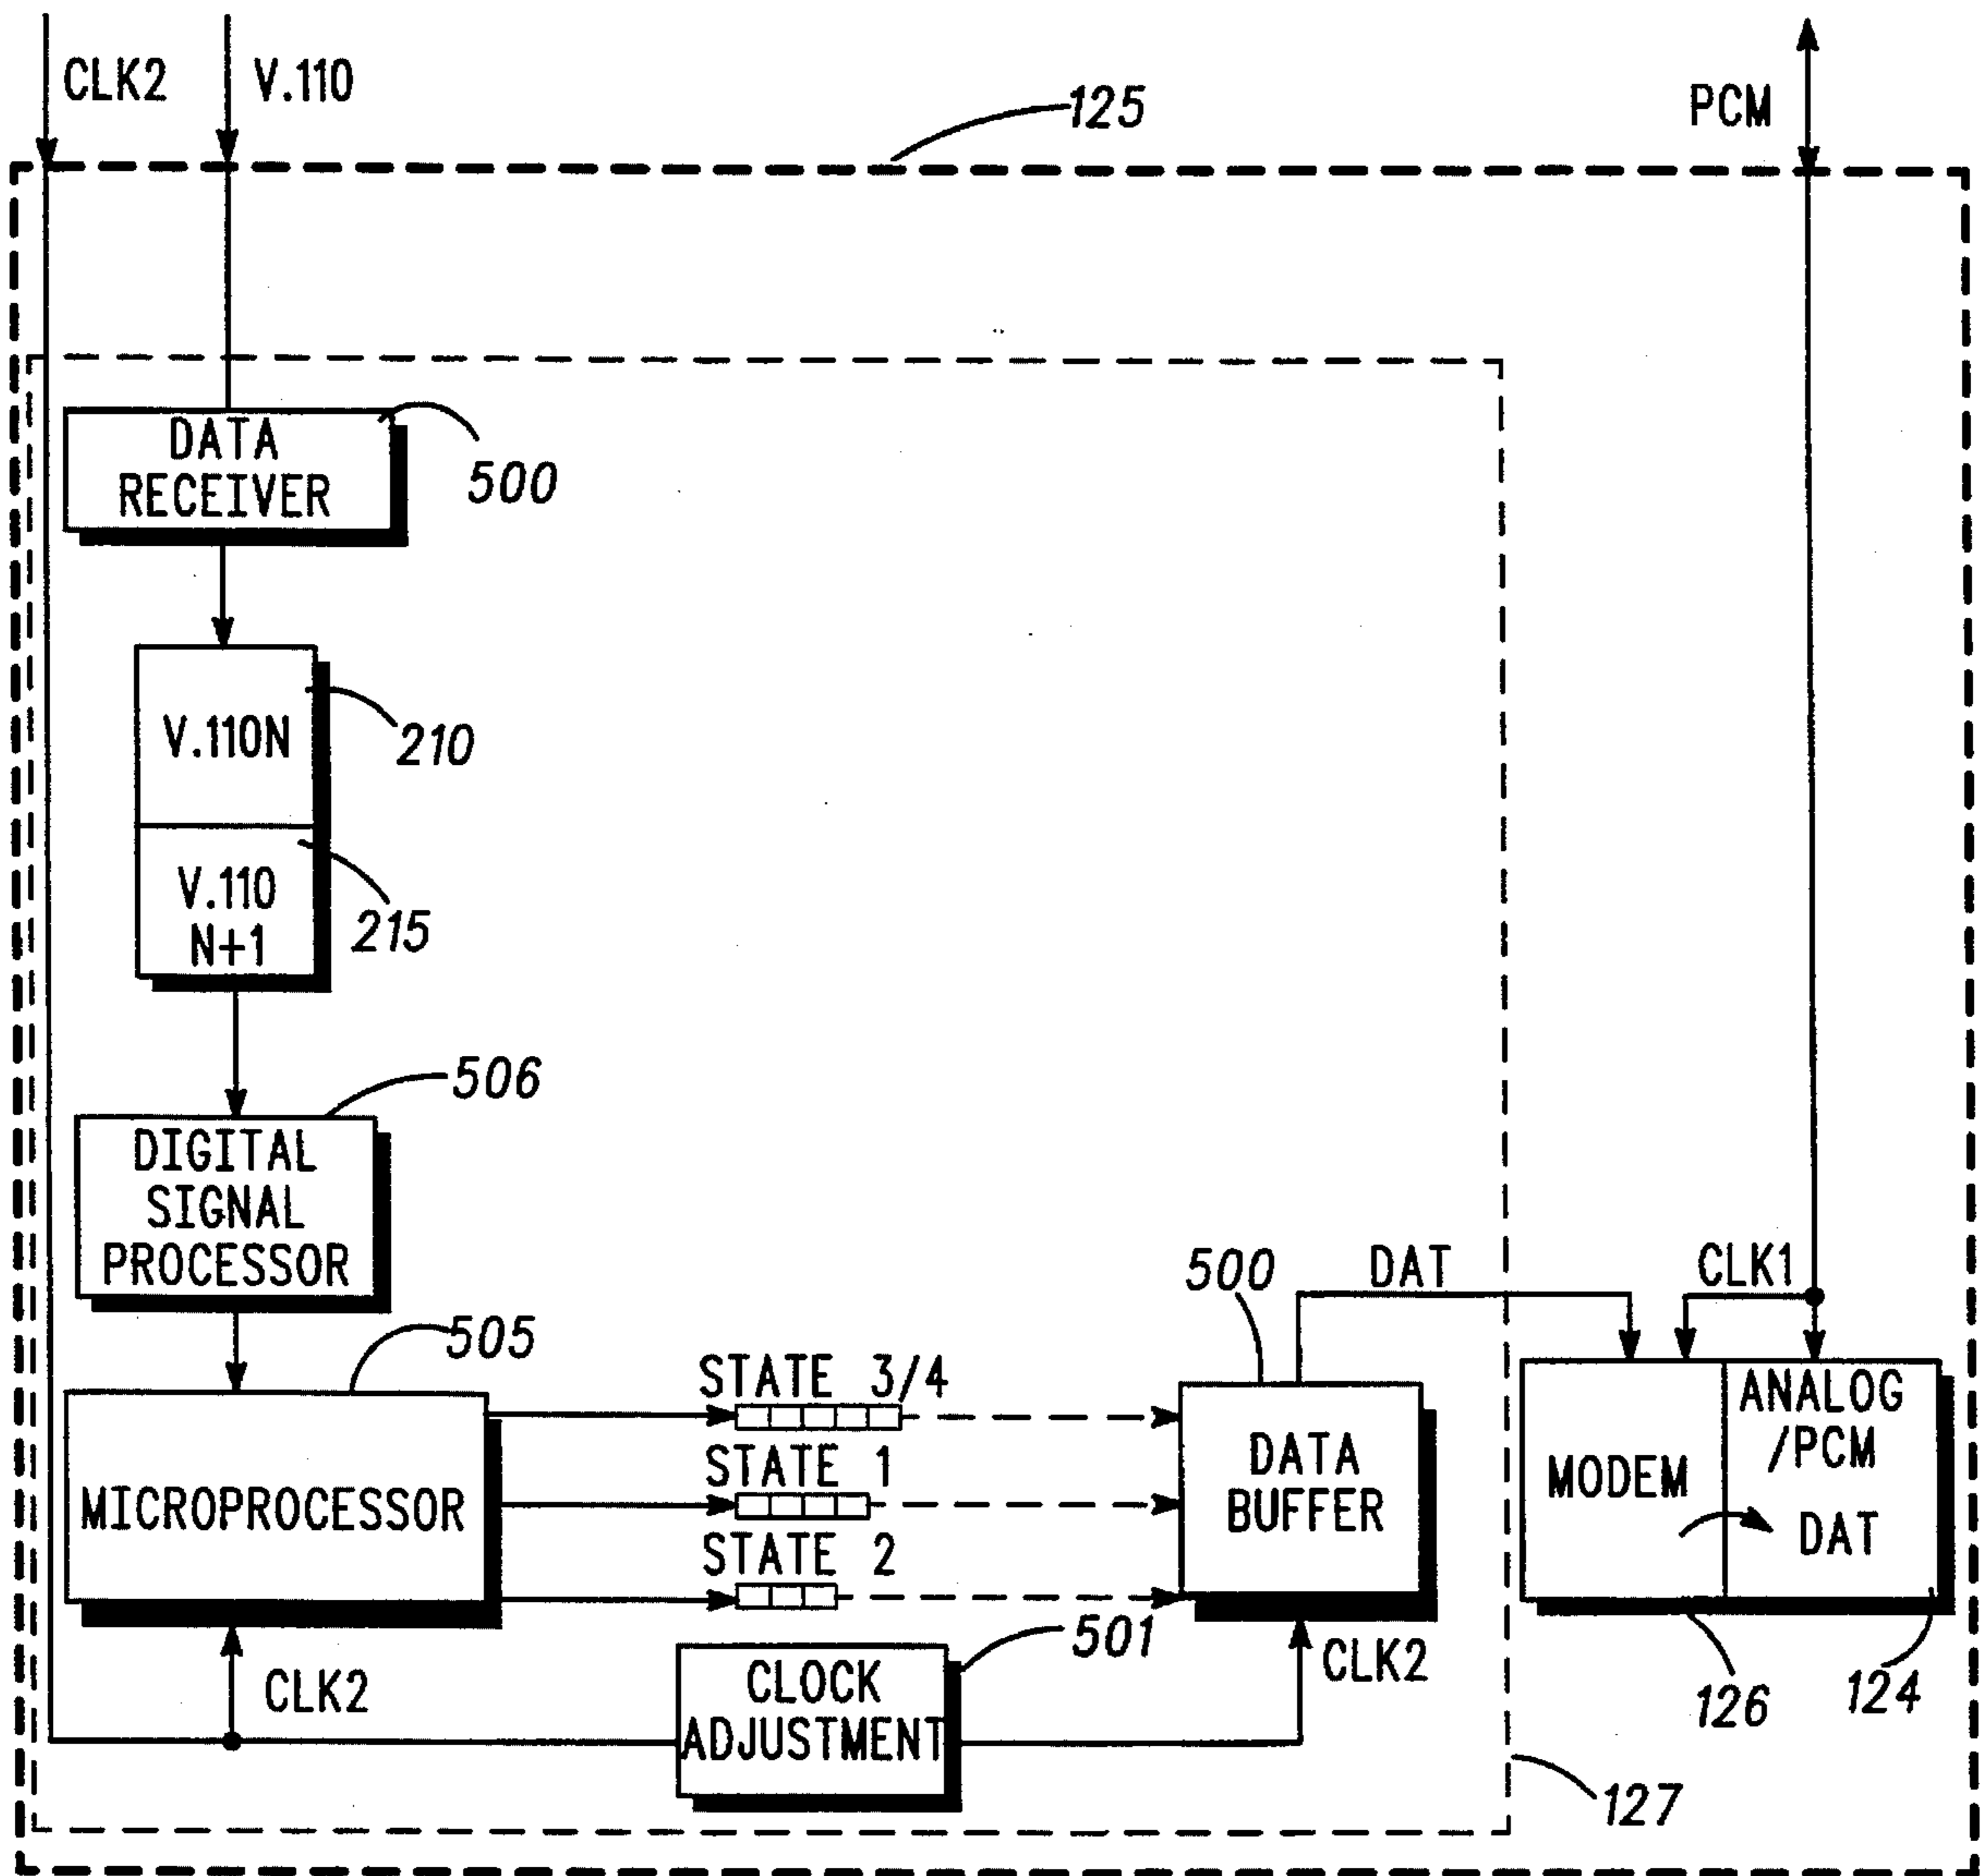 CLK2
V.110
125
PCM
DATA
RECEIVER
500
V.110N
210
V.110
N+1
215
506
DIGITAL
SIGNAL
PROCESSOR
505
MICROPROCESSOR
STATE 3/4
STATE 1
STATE 2
500
DAT
CLK1
DATA
BUFFER
MODEM
ANALOG
/PCM
DAT
CLK2
CLOCK
ADJUSTMENT
501
CLK2
126
124
127